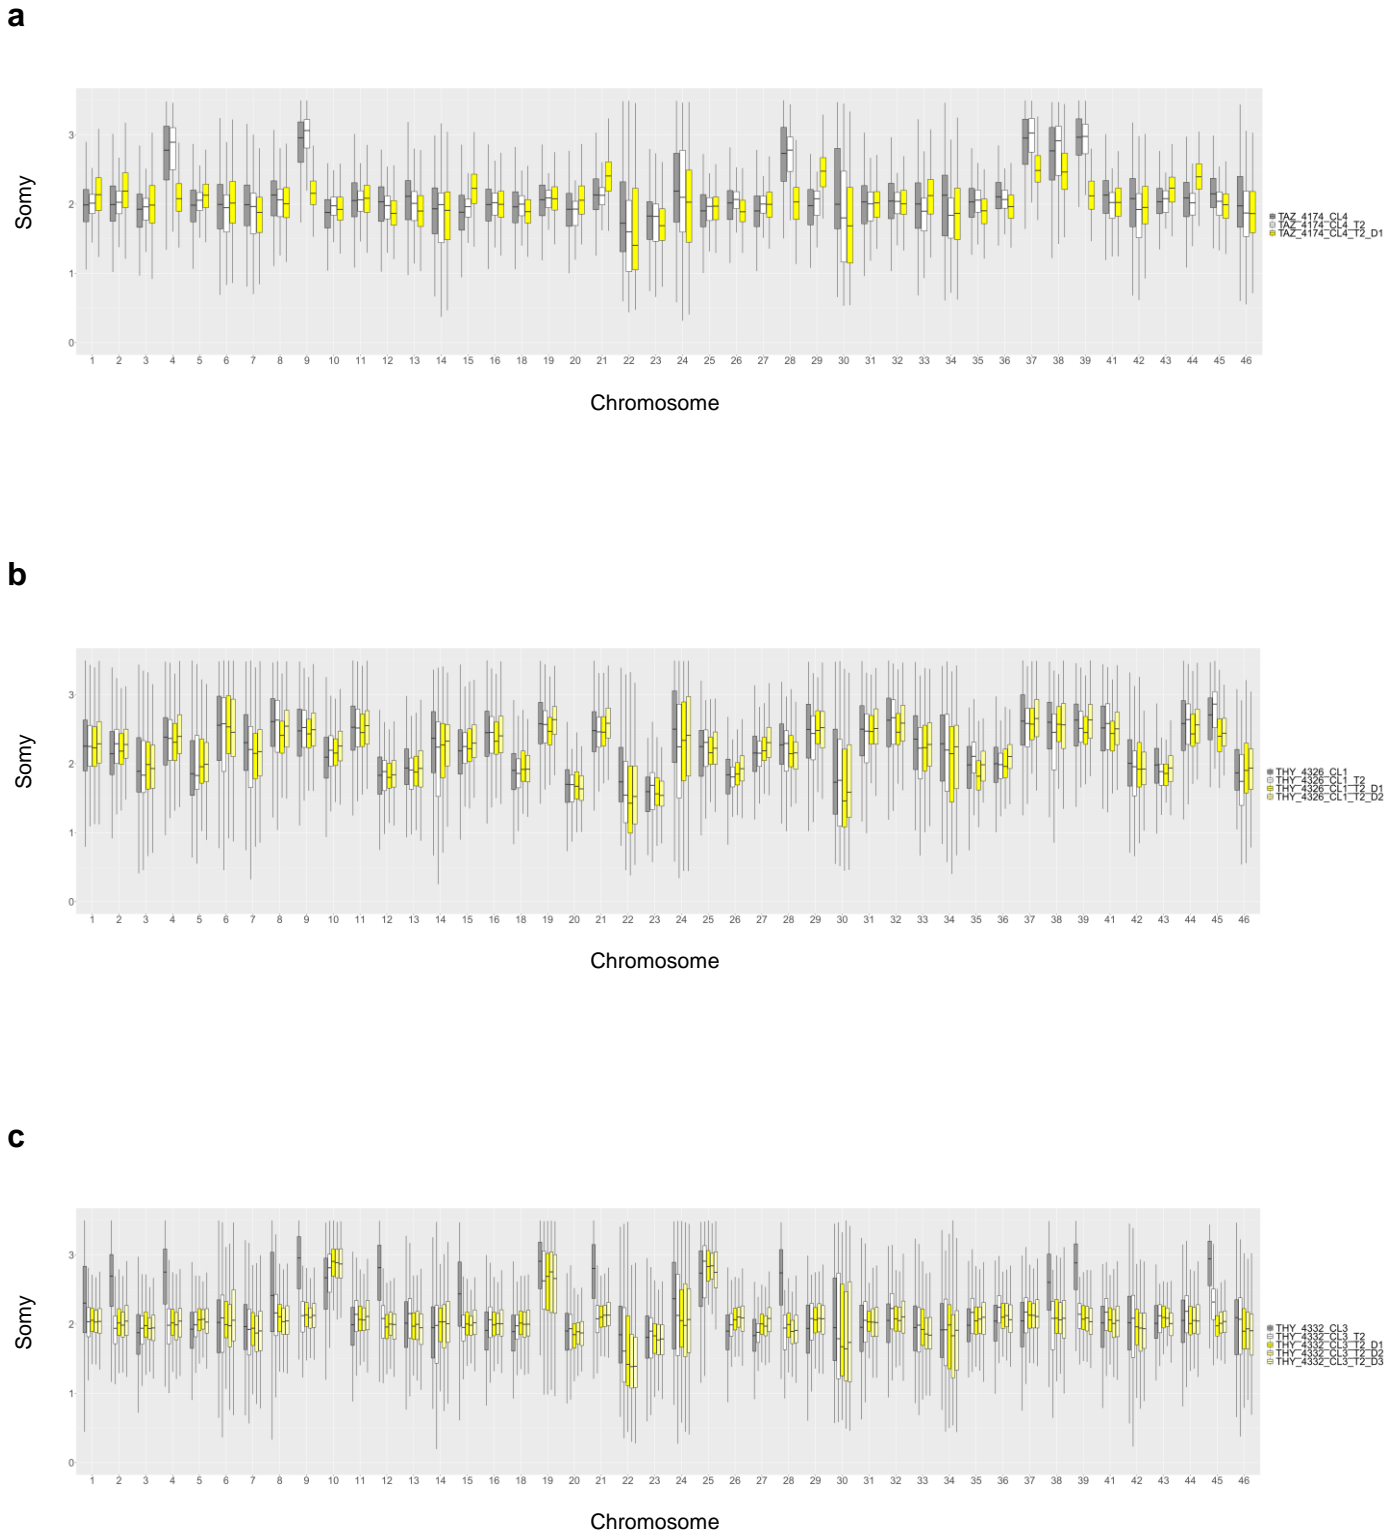 a
Somy
3
2
1
0
1 2 3 4 5 6 7 8 9 10 11 12 13 14 15 16 18 19 20 21 22 23 24 25 26 27 28 29 30 31 32 33 34 35 36 37 38 39 41 42 43 44 45 46
Chromosome
TAZ_4174_CL4
TAZ_4174_CL4_T2
TAZ_4174_CL4_T2_D1
b
Somy
3
2
1
0
1 2 3 4 5 6 7 8 9 10 11 12 13 14 15 16 18 19 20 21 22 23 24 25 26 27 28 29 30 31 32 33 34 35 36 37 38 39 41 42 43 44 45 46
Chromosome
THY_4326_CL1
THY_4326_CL1_T2
THY_4326_CL1_T2_D1
THY_4326_CL1_T2_D2
c
Somy
3
2
1
0
1 2 3 4 5 6 7 8 9 10 11 12 13 14 15 16 18 19 20 21 22 23 24 25 26 27 28 29 30 31 32 33 34 35 36 37 38 39 41 42 43 44 45 46
Chromosome
THY_4332_CL3
THY_4332_CL3_T2
THY_4332_CL3_T2_D1
THY_4332_CL3_T2_D2
THY_4332_CL3_T2_D3